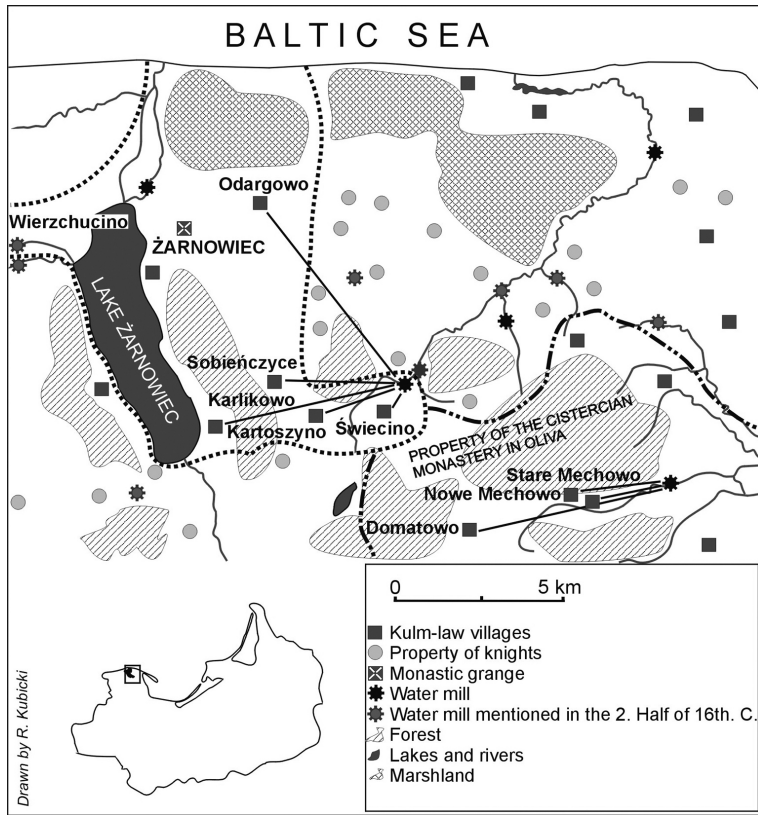 BALTIC SEA
Odargowo
Wierzchucino
ŻARNOWIEC
LAKE ŻARNOWIEC
Sobieńczyce
Karlikowo
Kartoszyno
Świecino
PROPERTY OF THE CISTERCIAN
MONASTERY IN OLIVA
Stare Mechowo
Nowe Mechowo
Domatowo
0 5 km
Kulm-law villages
Property of knights
Monastic grange
Water mill
Water mill mentioned in the 2. Half of 16th. C.
Forest
Lakes and rivers
Marshland
Drawn by R. Kubicki